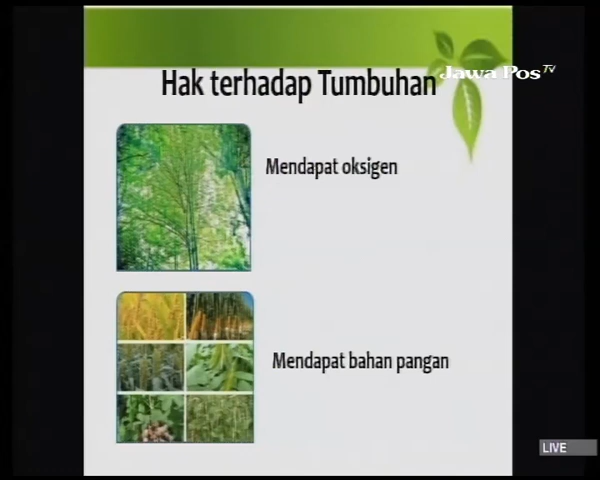 Hak terhadap Tumbuhan
Jawa Pos TV
Mendapat oksigen
Mendapat bahan pangan
LIVE